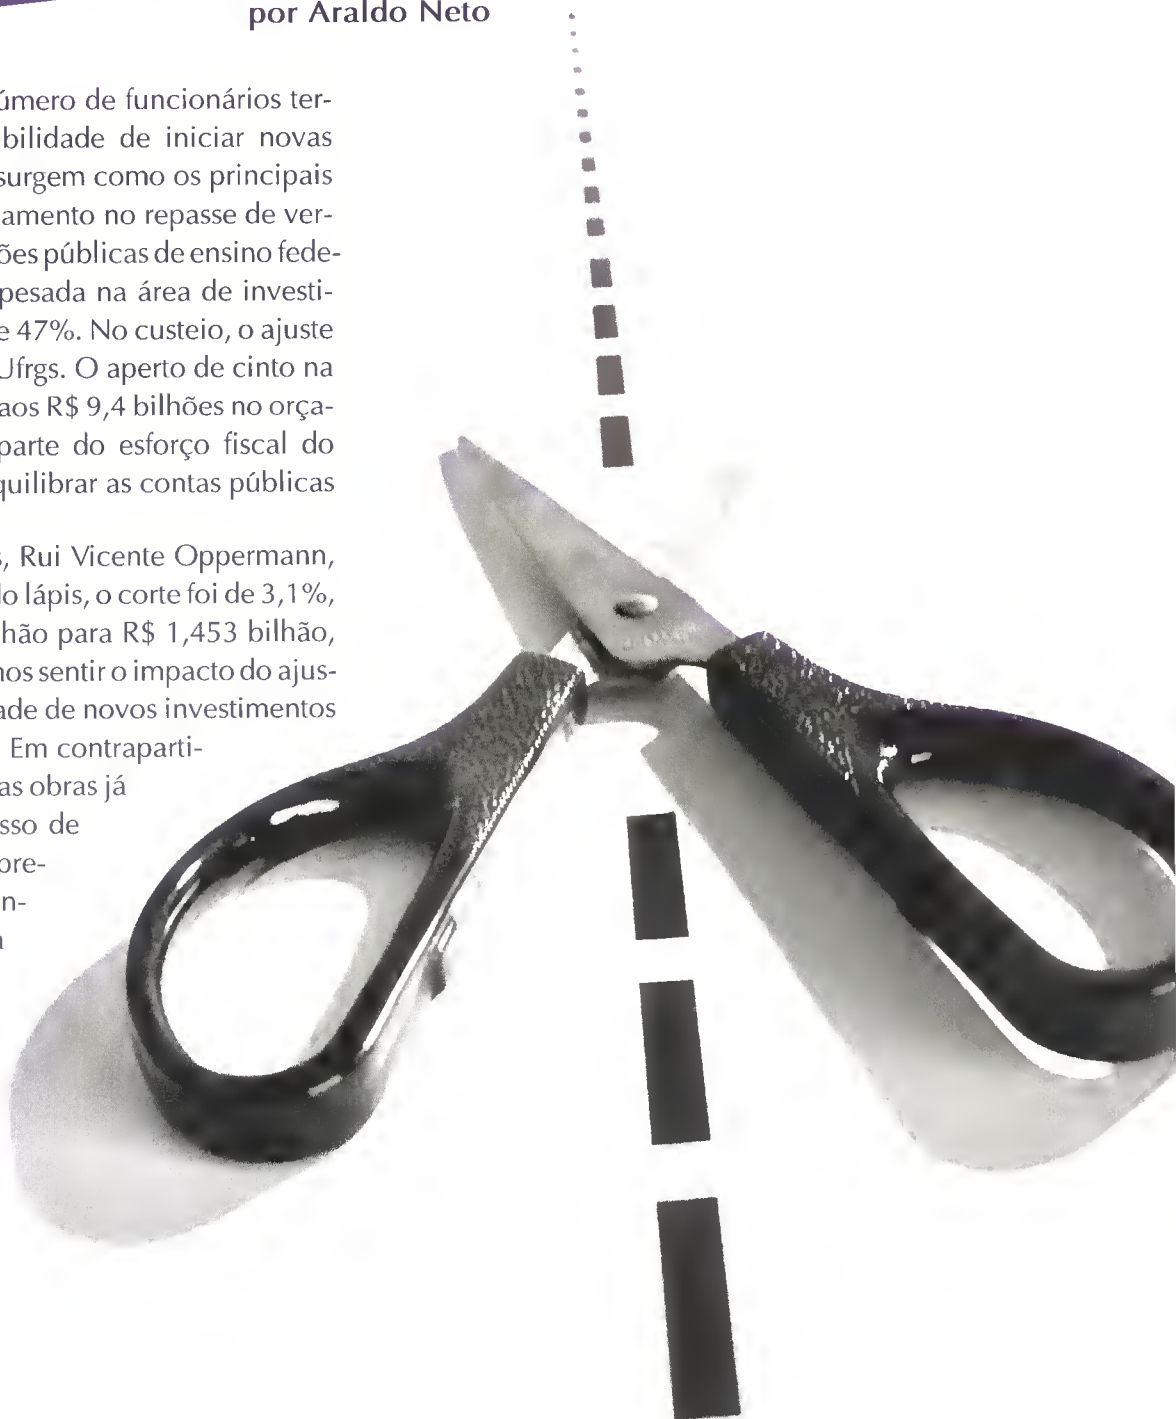 por Araldo Neto
úmero de funcionários ter-
bilidade de iniciar novas
surgem como os principais
amento no repasse de ver-
ões públicas de ensino fede-
pesada na área de investi-
e 47%. No custeio, o ajuste
Ufrgs. O aperto de cinto na
aos R$ 9,4 bilhões no orça-
parte do esforço fiscal do
quilibrar as contas públicas
s, Rui Vicente Oppermann,
do lápis, o corte foi de 3,1%,
lhão para R$ 1,453 bilhão,
nos sentir o impacto do ajus-
ade de novos investimentos
Em contraparti-
as obras já
sso de
pre-
n-